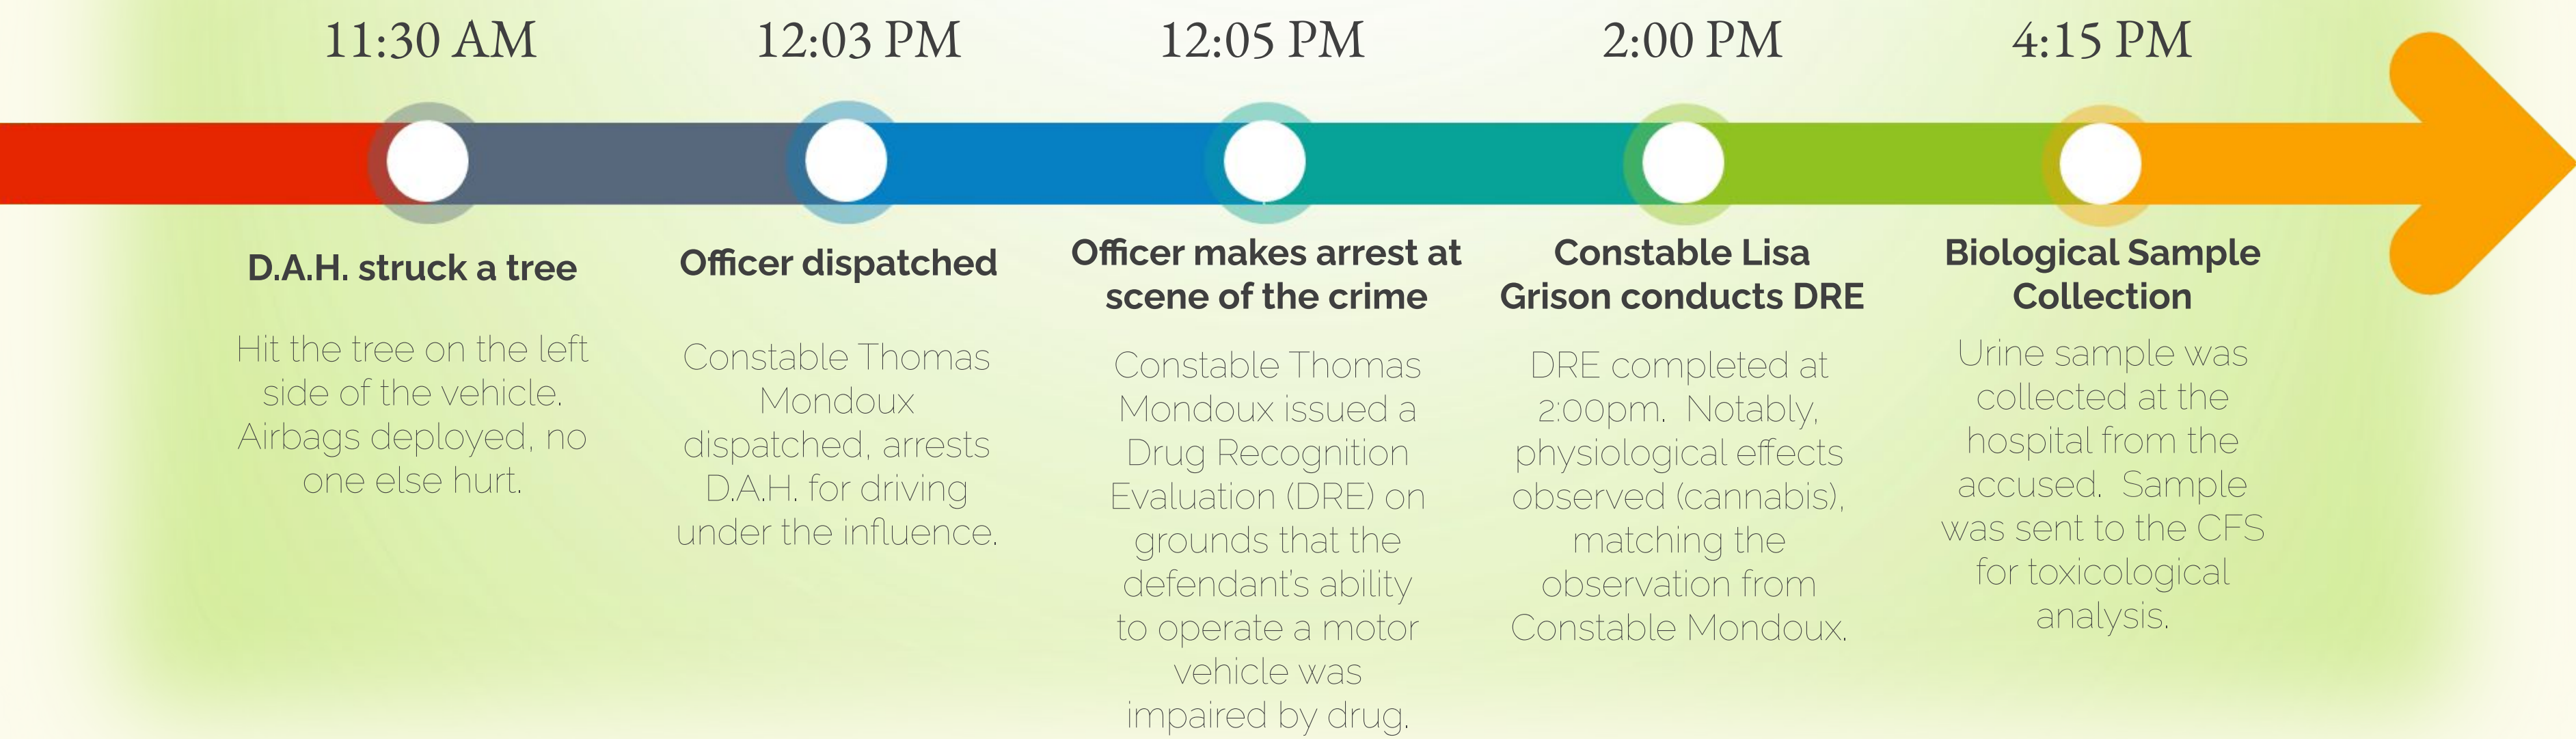 11:30 AM
D.A.H. struck a tree
Hit the tree on the left
side of the vehicle.
Airbags deployed, no
one else hurt.
12:03 PM
Officer dispatched
Constable Thomas
Mondoux
dispatched, arrests
D.A.H. for driving
under the influence.
12:05 PM
Officer makes arrest at
scene of the crime
Constable Thomas
Mondoux issued a
Drug Recognition
Evaluation (DRE) on
grounds that the
defendant's ability
to operate a motor
vehicle was
impaired by drug.
2:00 PM
Constable Lisa
Grison conducts DRE
DRE completed at
2:00pm. Notably,
physiological effects
observed (cannabis),
matching the
observation from
Constable Mondoux.
4:15 PM
Biological Sample
Collection
Urine sample was
collected at the
hospital from the
accused. Sample
was sent to the CFS
for toxicological
analysis.